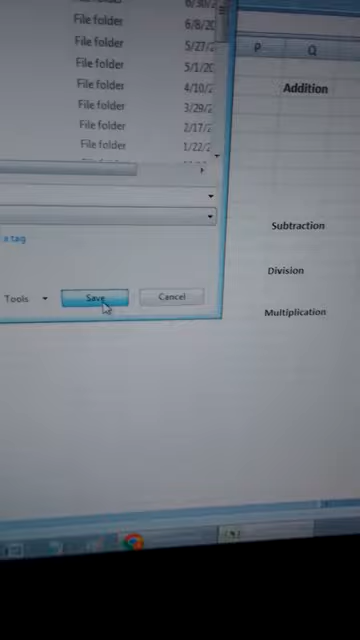 File folder 6/30/2
File folder 6/8/20
File folder 5/27/2
File folder 5/1/20
File folder 4/10/2
File folder 3/29/2
File folder 2/17/2
File folder 1/22/2
P Q
Addition
Subtraction
Division
Multiplication
a tag
Tools Save Cancel